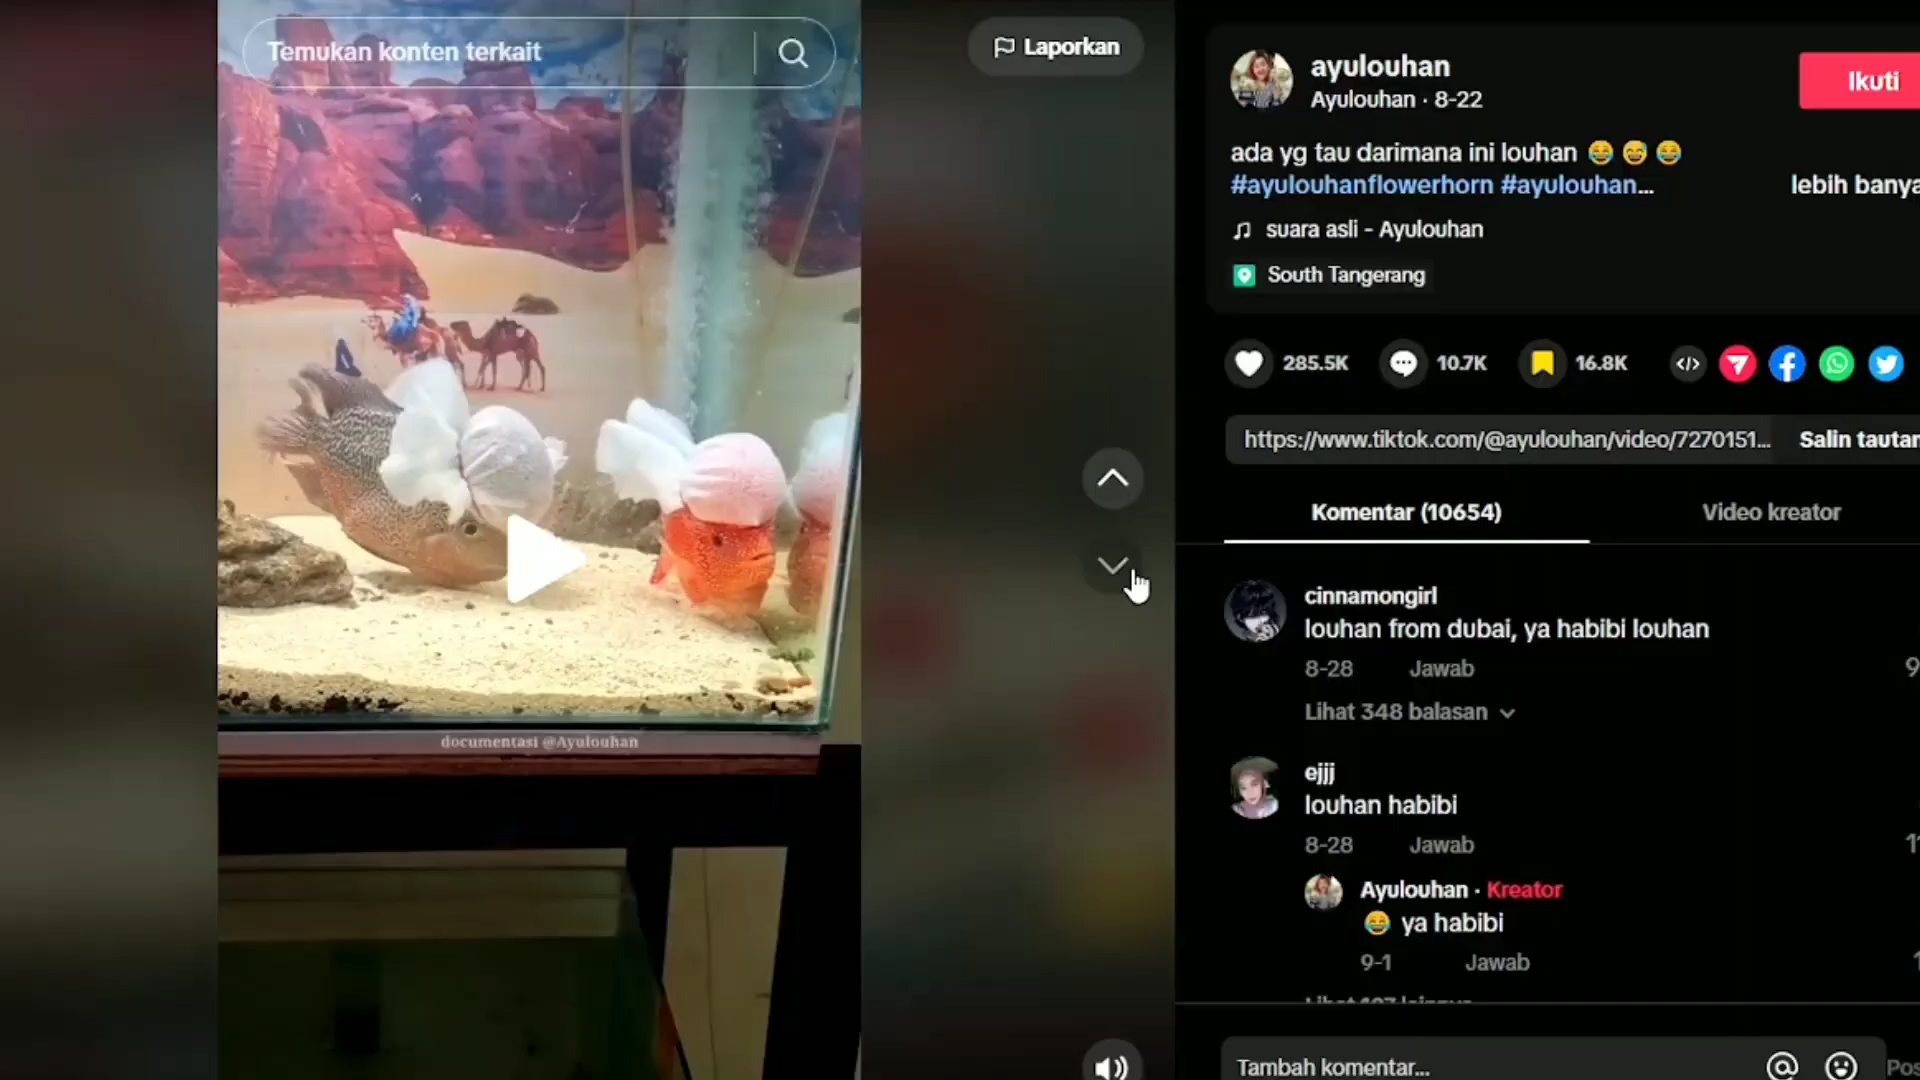 Temukan konten terkait
Laporkan
ayulouhan
Ayulouhan · 8-22
Ikuti
ada yg tau darimana ini louhan 😂 😅 😂
#ayulouhanflowerhorn #ayulouhan...
lebih banya
suara asli - Ayulouhan
South Tangerang
285.5K
10.7K
16.8K
https://www.tiktok.com/@ayulouhan/video/7270151...
Salin tautan
Komentar (10654)
Video kreator
cinnamongirl
louhan from dubai, ya habibi louhan
8-28 Jawab
Lihat 348 balasan
ejjj
louhan habibi
8-28 Jawab
Ayulouhan · Kreator
😂 ya habibi
9-1 Jawab
documentasi @Ayulouhan
Tambah komentar...
Pos